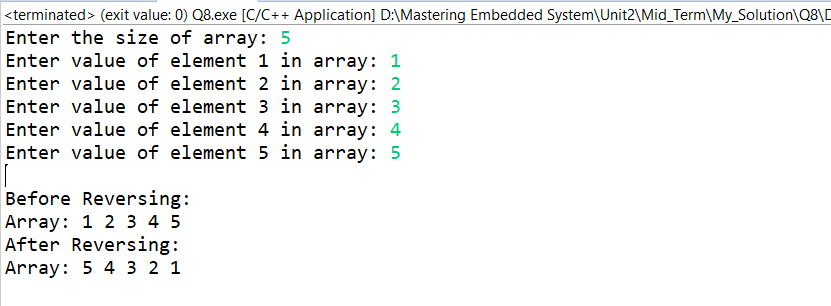 <terminated> (exit value: 0) Q8.exe [C/C++ Application] D:\Mastering Embedded System\Unit2\Mid_Term\My_Solution\Q8\D
Enter the size of array: 5
Enter value of element 1 in array: 1
Enter value of element 2 in array: 2
Enter value of element 3 in array: 3
Enter value of element 4 in array: 4
Enter value of element 5 in array: 5
Before Reversing:
Array: 1 2 3 4 5
After Reversing:
Array: 5 4 3 2 1